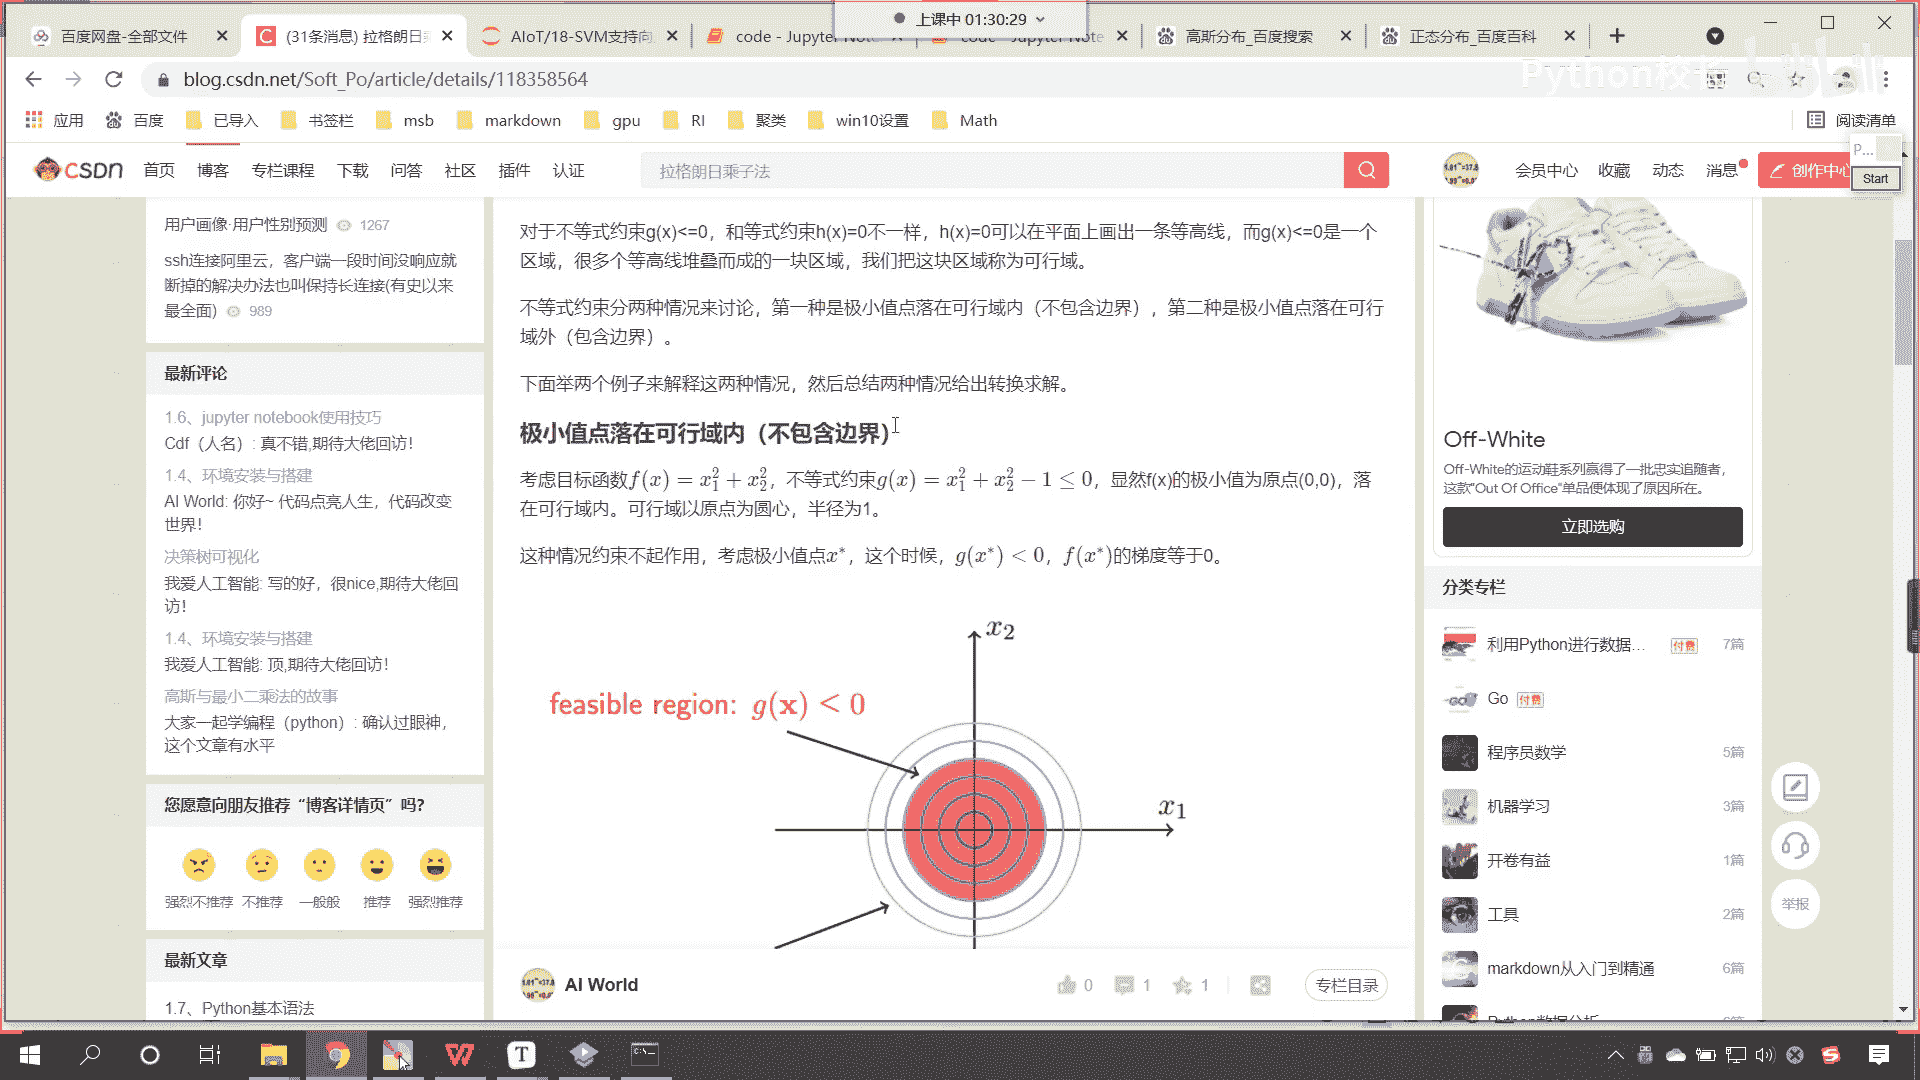 上课中 01:30:29
百度网盘-全部文件
(31条消息) 拉格朗日乘
AIoT/18-SVM支持向
code - Jupyter Note
code - Jupyter Note
高斯分布_百度搜索
正态分布_百度百科
blog.csdn.net/Soft_Po/article/details/118358564
应用
百度
已导入
书签栏
msb
markdown
gpu
RI
聚类
win10设置
Math
阅读清单
CSDN
首页
博客
专栏课程
下载
问答
社区
插件
认证
拉格朗日乘子法
会员中心
收藏
动态
消息
创作中心
P...
Start
用户画像·用户性别预测 1267
ssh连接阿里云，客户端一段时间没响应就
断掉的解决办法也叫保持长连接(有史以来
最全面) 989
最新评论
1.6、jupyter notebook使用技巧
Cdf（人名）: 真不错,期待大佬回访！
1.4、环境安装与搭建
AI World: 你好~ 代码点亮人生，代码改变
世界！
决策树可视化
我爱人工智能: 写的好，很nice,期待大佬回
访！
1.4、环境安装与搭建
我爱人工智能: 顶,期待大佬回访！
高斯与最小二乘法的故事
大家一起学编程（python）: 确认过眼神，
这个文章有水平
您愿意向朋友推荐“博客详情页”吗？
强烈不推荐 不推荐 一般般 推荐 强烈推荐
最新文章
1.7、Python基本语法
对于不等式约束g(x)<=0，和等式约束h(x)=0不一样，h(x)=0可以在平面上画出一条等高线，而g(x)<=0是一个
区域，很多个等高线堆叠而成的一块区域，我们把这块区域称为可行域。
不等式约束分两种情况来讨论，第一种是极小值点落在可行域内（不包含边界），第二种是极小值点落在可行
域外（包含边界）。
下面举两个例子来解释这两种情况，然后总结两种情况给出转换求解。
极小值点落在可行域内（不包含边界）
考虑目标函数f(x) = x₁² + x₂²，不等式约束g(x) = x₁² + x₂² − 1 ≤ 0，显然f(x)的极小值为原点(0,0)，落
在可行域内。可行域以原点为圆心，半径为1。
这种情况约束不起作用，考虑极小值点x*，这个时候，g(x*) < 0，f(x*)的梯度等于0。
x₂
feasible region: g(x) < 0
x₁
AI World
0
1
1
专栏目录
Off-White
Off-White的运动鞋系列赢得了一批忠实追随者，
这款“Out Of Office”单品便体现了原因所在。
立即选购
分类专栏
利用Python进行数据... 付费 7篇
Go 付费
程序员数学 5篇
机器学习 3篇
开卷有益 1篇
工具 2篇
markdown从入门到精通 6篇
举报